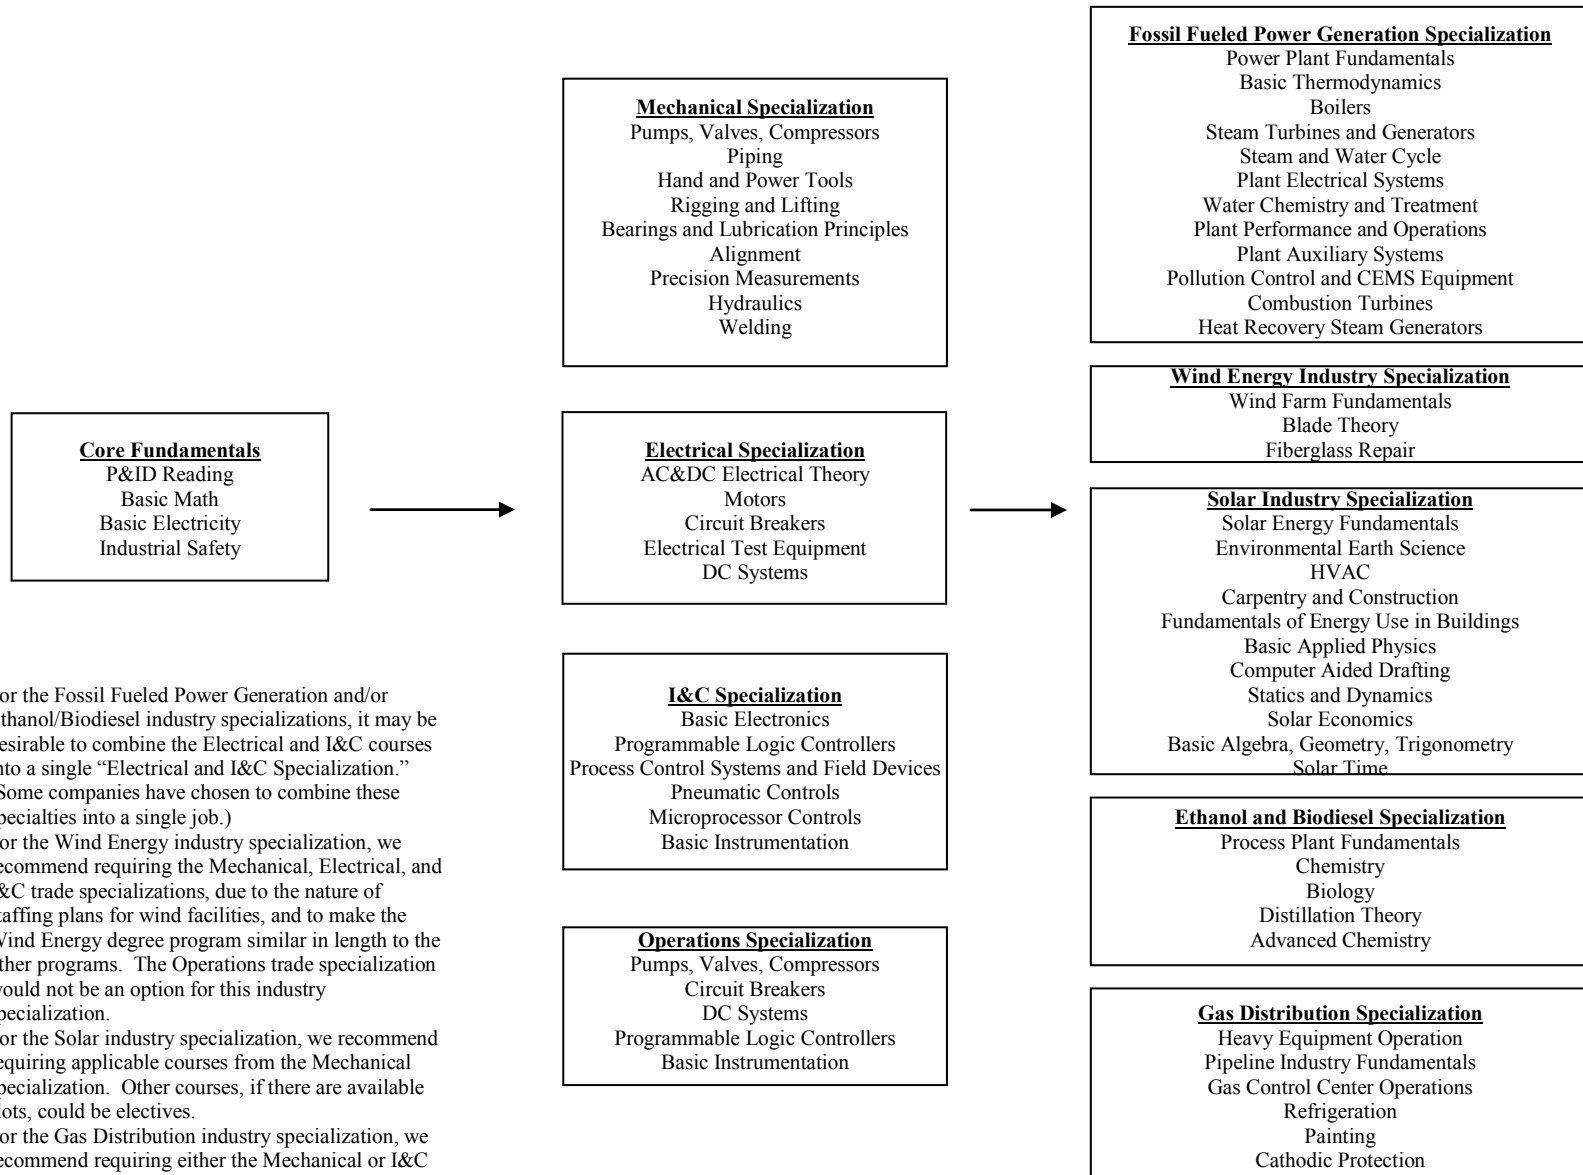 Core Fundamentals
P&ID Reading
Basic Math
Basic Electricity
Industrial Safety
or the Fossil Fueled Power Generation and/or
thanol/Biodiesel industry specializations, it may be
esirable to combine the Electrical and I&C courses
nto a single “Electrical and I&C Specialization.”
Some companies have chosen to combine these
pecialties into a single job.)
or the Wind Energy industry specialization, we
ecommend requiring the Mechanical, Electrical, and
&C trade specializations, due to the nature of
taffing plans for wind facilities, and to make the
Wind Energy degree program similar in length to the
ther programs. The Operations trade specialization
would not be an option for this industry
pecialization.
or the Solar industry specialization, we recommend
equiring applicable courses from the Mechanical
pecialization. Other courses, if there are available
lots, could be electives.
or the Gas Distribution industry specialization, we
ecommend requiring either the Mechanical or I&C
Mechanical Specialization
Pumps, Valves, Compressors
Piping
Hand and Power Tools
Rigging and Lifting
Bearings and Lubrication Principles
Alignment
Precision Measurements
Hydraulics
Welding
Electrical Specialization
AC&DC Electrical Theory
Motors
Circuit Breakers
Electrical Test Equipment
DC Systems
I&C Specialization
Basic Electronics
Programmable Logic Controllers
Process Control Systems and Field Devices
Pneumatic Controls
Microprocessor Controls
Basic Instrumentation
Operations Specialization
Pumps, Valves, Compressors
Circuit Breakers
DC Systems
Programmable Logic Controllers
Basic Instrumentation
Fossil Fueled Power Generation Specialization
Power Plant Fundamentals
Basic Thermodynamics
Boilers
Steam Turbines and Generators
Steam and Water Cycle
Plant Electrical Systems
Water Chemistry and Treatment
Plant Performance and Operations
Plant Auxiliary Systems
Pollution Control and CEMS Equipment
Combustion Turbines
Heat Recovery Steam Generators
Wind Energy Industry Specialization
Wind Farm Fundamentals
Blade Theory
Fiberglass Repair
Solar Industry Specialization
Solar Energy Fundamentals
Environmental Earth Science
HVAC
Carpentry and Construction
Fundamentals of Energy Use in Buildings
Basic Applied Physics
Computer Aided Drafting
Statics and Dynamics
Solar Economics
Basic Algebra, Geometry, Trigonometry
Solar Time
Ethanol and Biodiesel Specialization
Process Plant Fundamentals
Chemistry
Biology
Distillation Theory
Advanced Chemistry
Gas Distribution Specialization
Heavy Equipment Operation
Pipeline Industry Fundamentals
Gas Control Center Operations
Refrigeration
Painting
Cathodic Protection